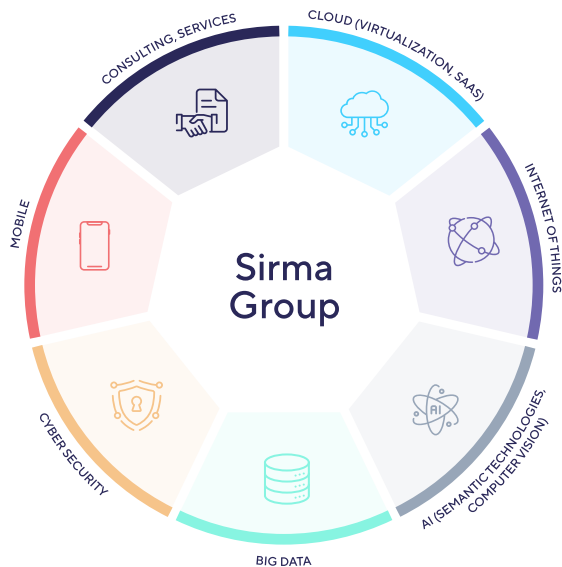 CONSULTING, SERVICES
CLOUD (VIRTUALIZATION, SAAS)
INTERNET OF THINGS
MOBILE
Sirma
Group
AI
AI (SEMANTIC TECHNOLOGIES,
COMPUTER VISION)
CYBER SECURITY
BIG DATA